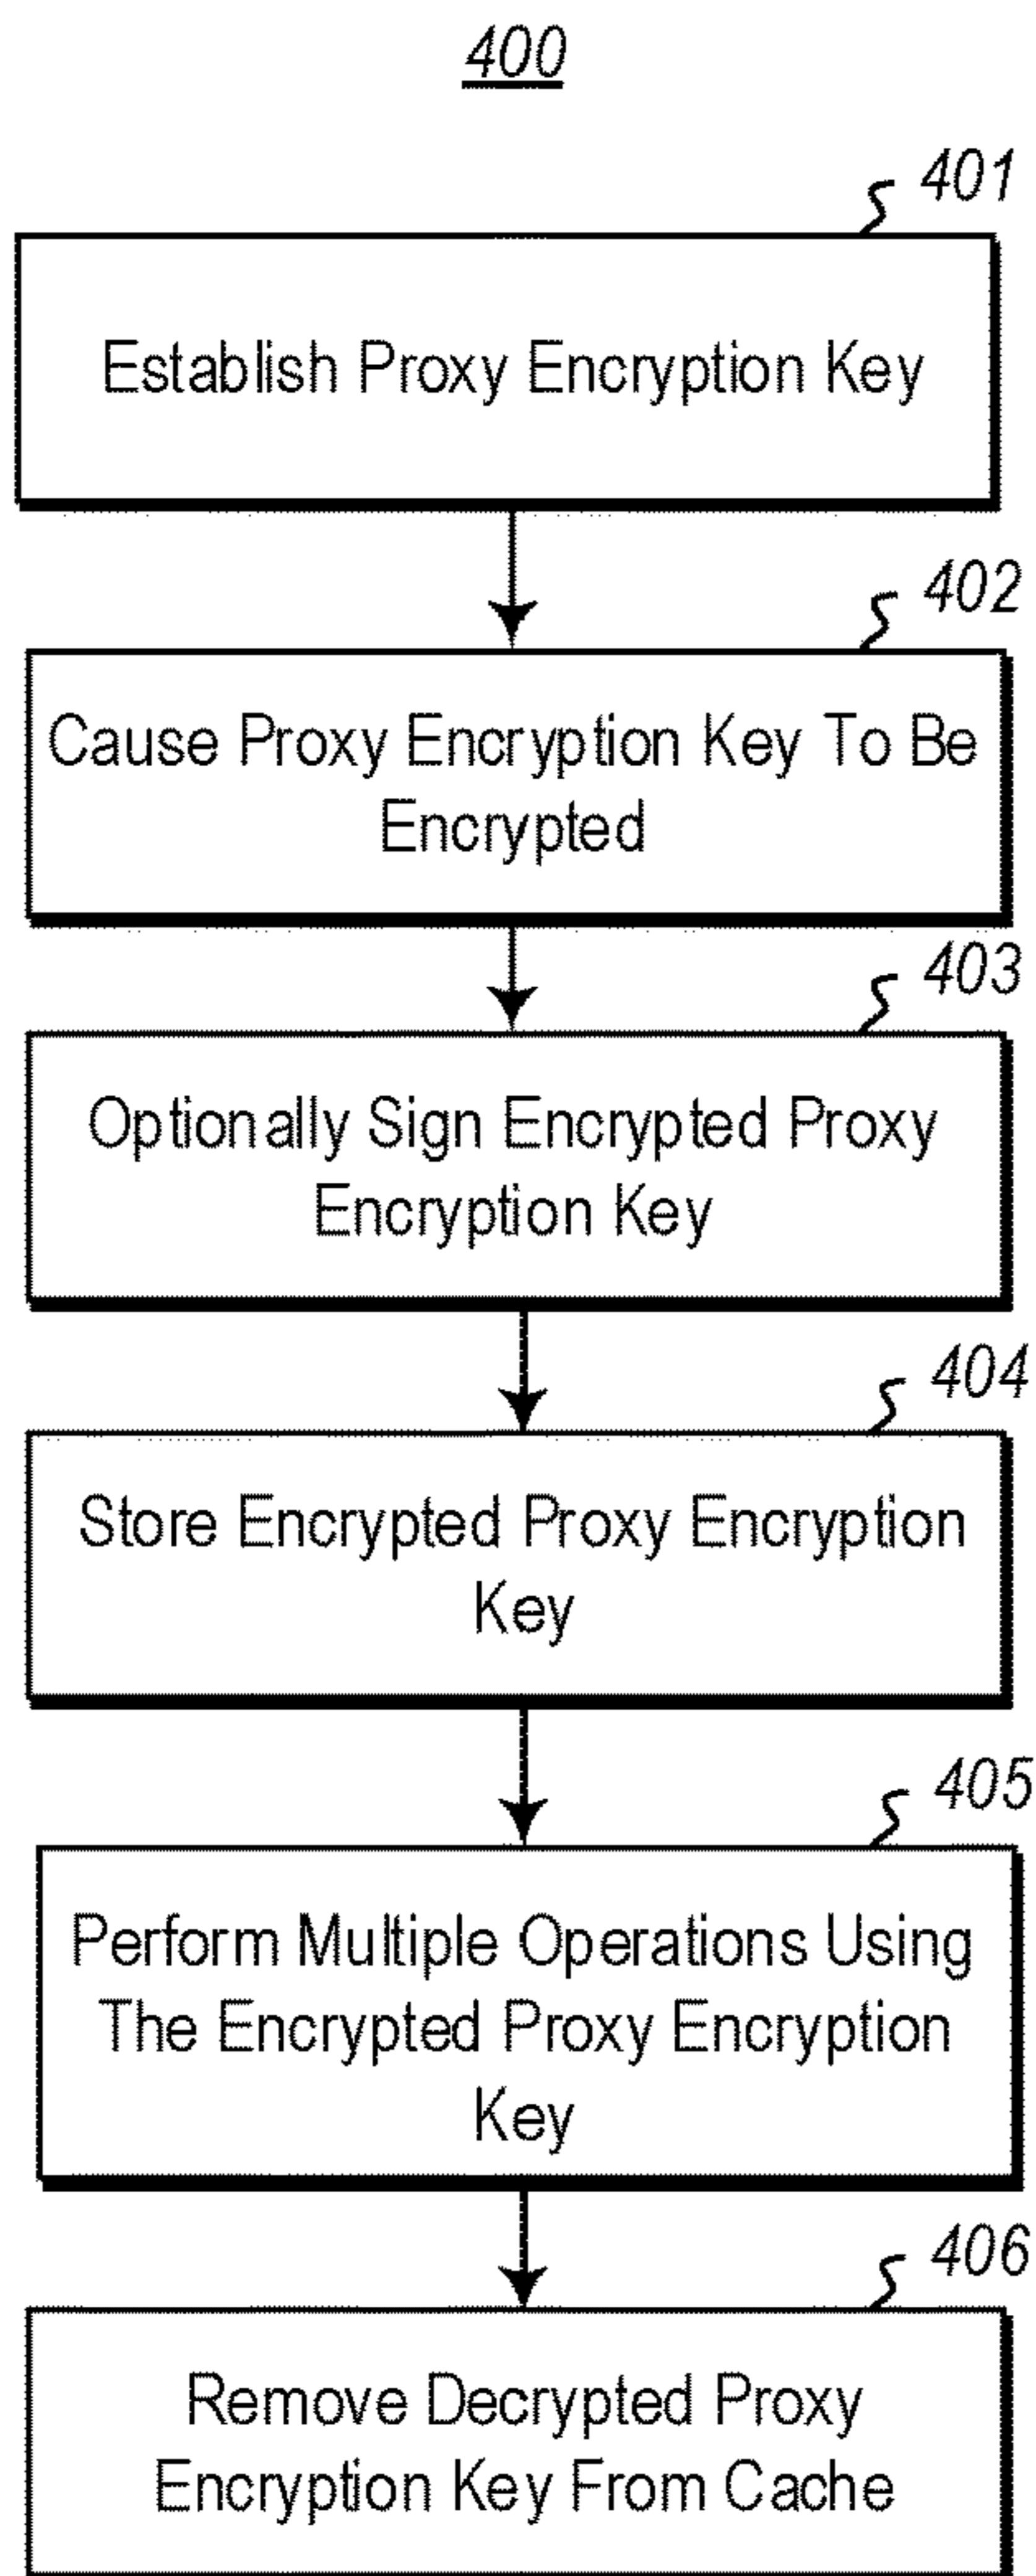 400
401
Establish Proxy Encryption Key
402
Cause Proxy Encryption Key To Be
Encrypted
403
Optionally Sign Encrypted Proxy
Encryption Key
404
Store Encrypted Proxy Encryption
Key
405
Perform Multiple Operations Using
The Encrypted Proxy Encryption
Key
406
Remove Decrypted Proxy
Encryption Key From Cache